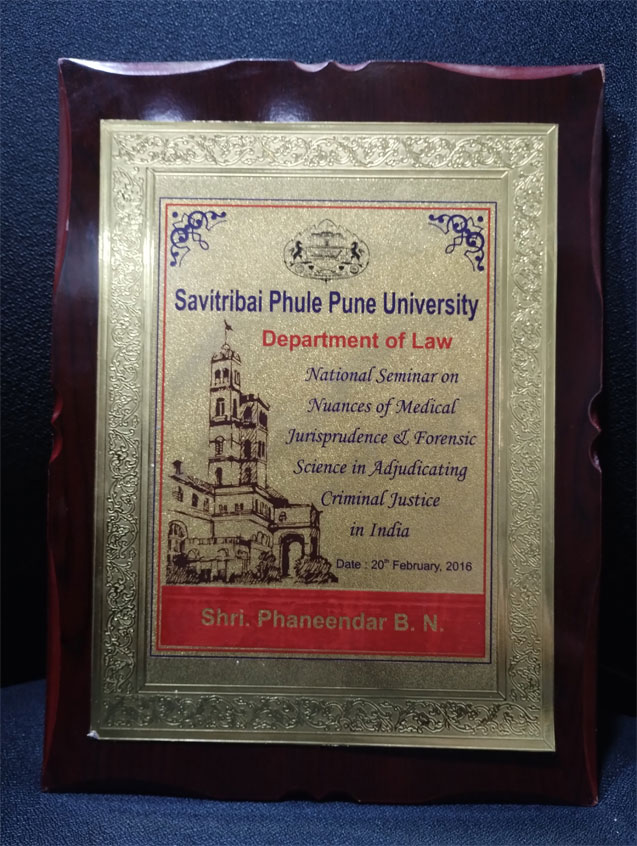 Savitribai Phule Pune University
Department of Law
National Seminar on
Nuances of Medical
Jurisprudence & Forensic
Science in Adjudicating
Criminal Justice
in India
Date : 20th February, 2016
Shri. Phaneendar B. N.